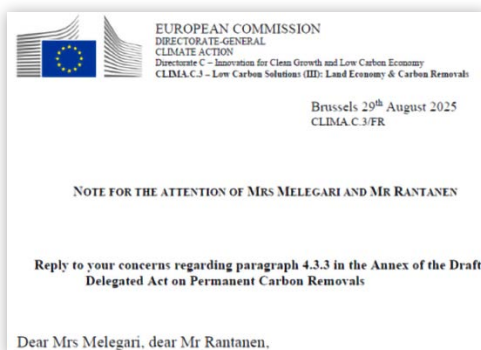 EUROPEAN COMMISSION
DIRECTORATE-GENERAL
CLIMATE ACTION
Directorate C – Innovation for Clean Growth and Low Carbon Economy
CLIMA.C.3 – Low Carbon Solutions (III): Land Economy & Carbon Removals
Brussels 29th August 2025
CLIMA.C.3/FR
NOTE FOR THE ATTENTION OF MRS MELEGARI AND MR RANTANEN
Reply to your concerns regarding paragraph 4.3.3 in the Annex of the Draft
Delegated Act on Permanent Carbon Removals
Dear Mrs Melegari, dear Mr Rantanen,